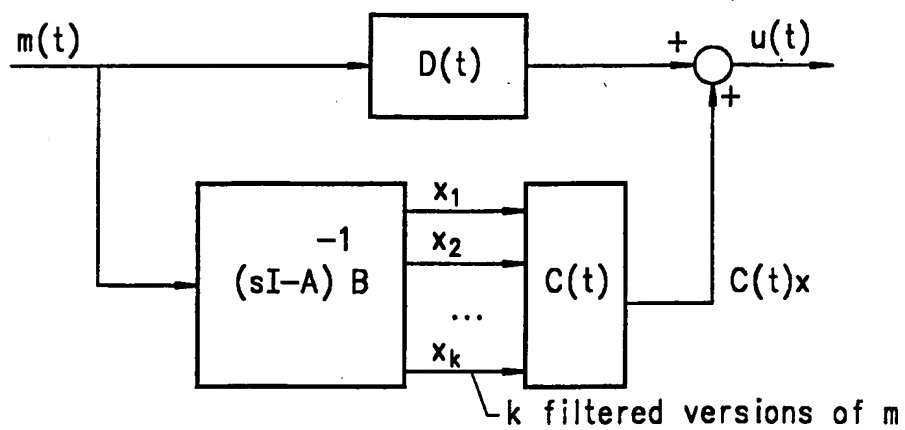 m(t)
D(t)
+
u(t)
+
(sI-A)⁻¹ B
x₁
x₂
...
xₖ
C(t)
C(t)x
k filtered versions of m